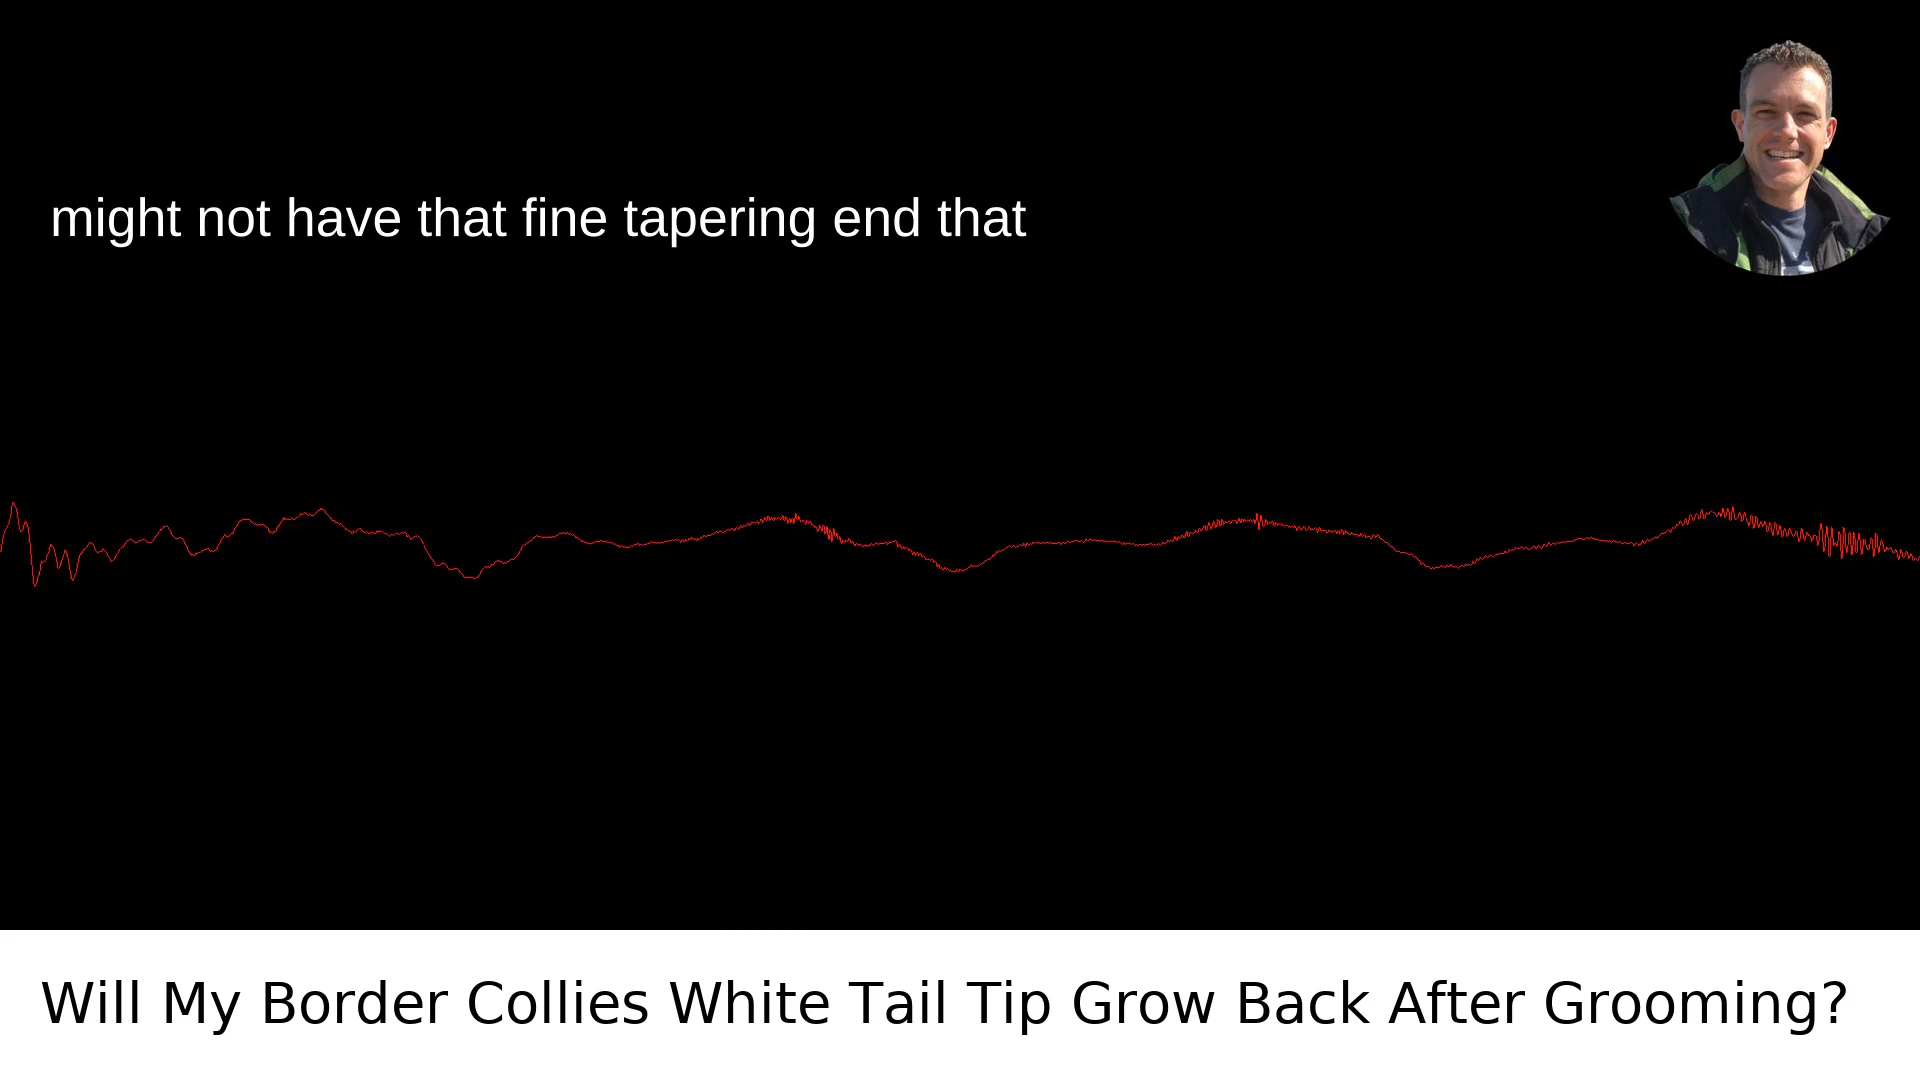 might not have that fine tapering end that
Will My Border Collies White Tail Tip Grow Back After Grooming?